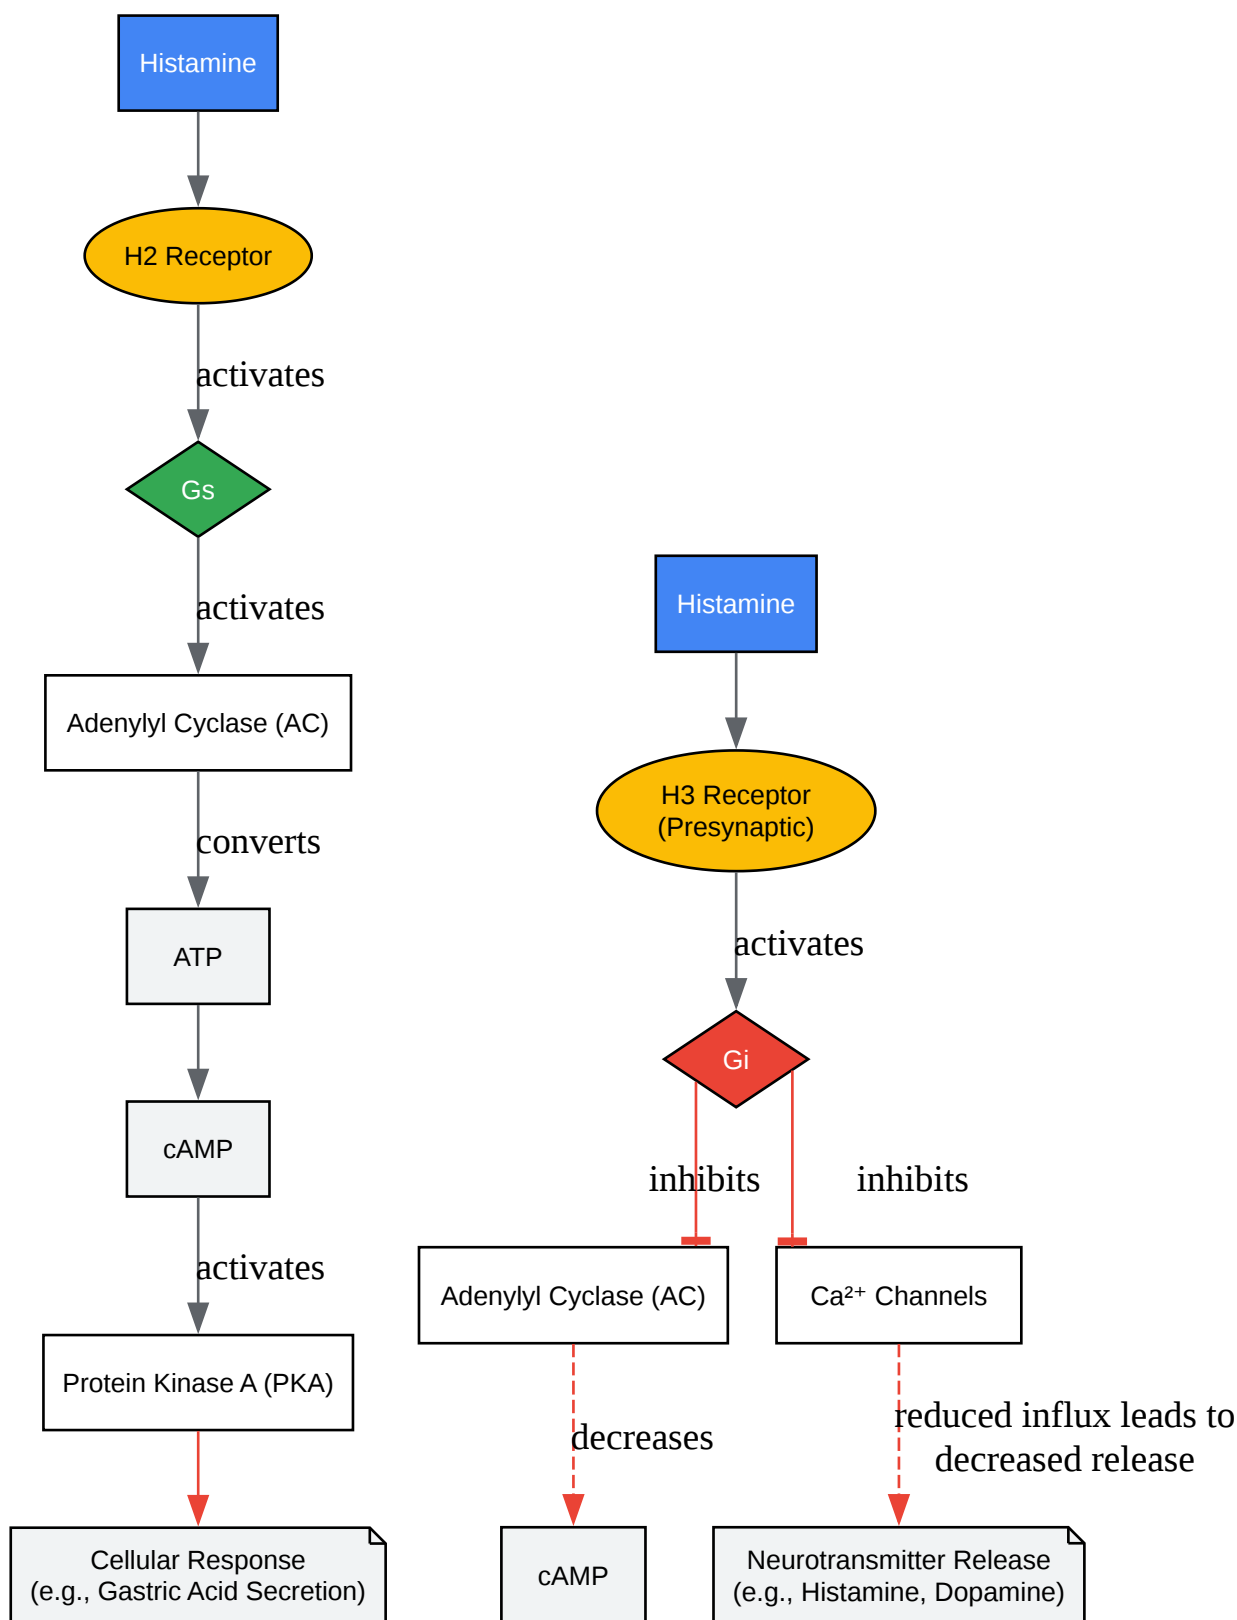 Histamine
H2 Receptor
activates
Gs
activates
Adenylyl Cyclase (AC)
converts
ATP
cAMP
activates
Protein Kinase A (PKA)
Cellular Response
(e.g., Gastric Acid Secretion)
Histamine
H3 Receptor
(Presynaptic)
activates
Gi
inhibits
inhibits
Adenylyl Cyclase (AC)
Ca²⁺ Channels
decreases
reduced influx leads to
decreased release
cAMP
Neurotransmitter Release
(e.g., Histamine, Dopamine)